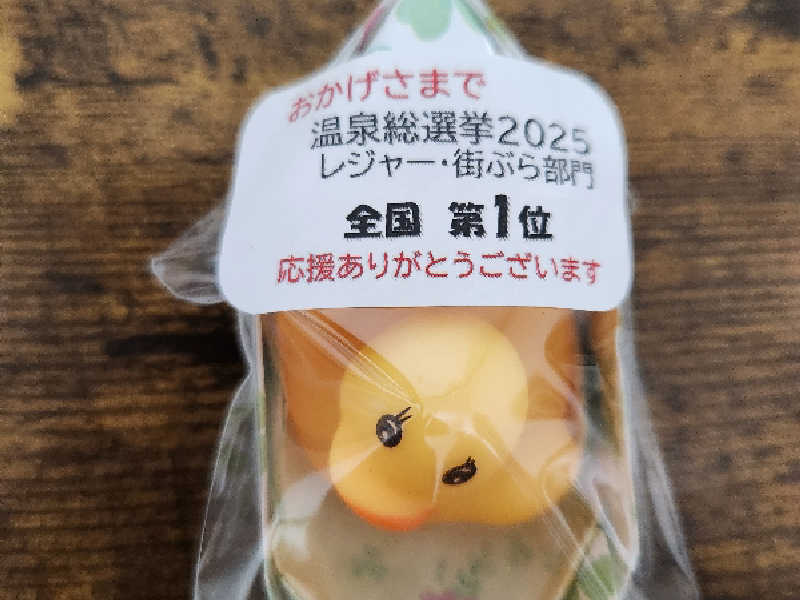 おかげさまで
温泉総選挙2025
レジャー・街ぶら部門
全国 第1位
応援ありがとうございます